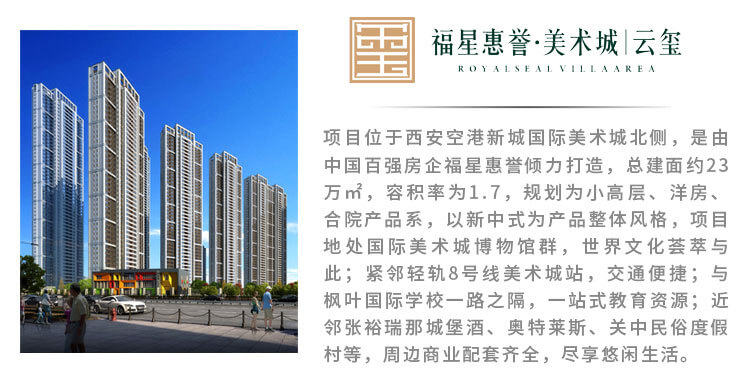 福星惠誉·美术城|云玺
ROYALSEAL VILLAAREA
项目位于西安空港新城国际美术城北侧，是由
中国百强房企福星惠誉倾力打造，总建面约23
万㎡，容积率为1.7，规划为小高层、洋房、
合院产品系，以新中式为产品整体风格，项目
地处国际美术城博物馆群，世界文化荟萃与
此；紧邻轻轨8号线美术城站，交通便捷；与
枫叶国际学校一路之隔，一站式教育资源；近
邻张裕瑞那城堡酒、奥特莱斯、关中民俗度假
村等，周边商业配套齐全，尽享悠闲生活。